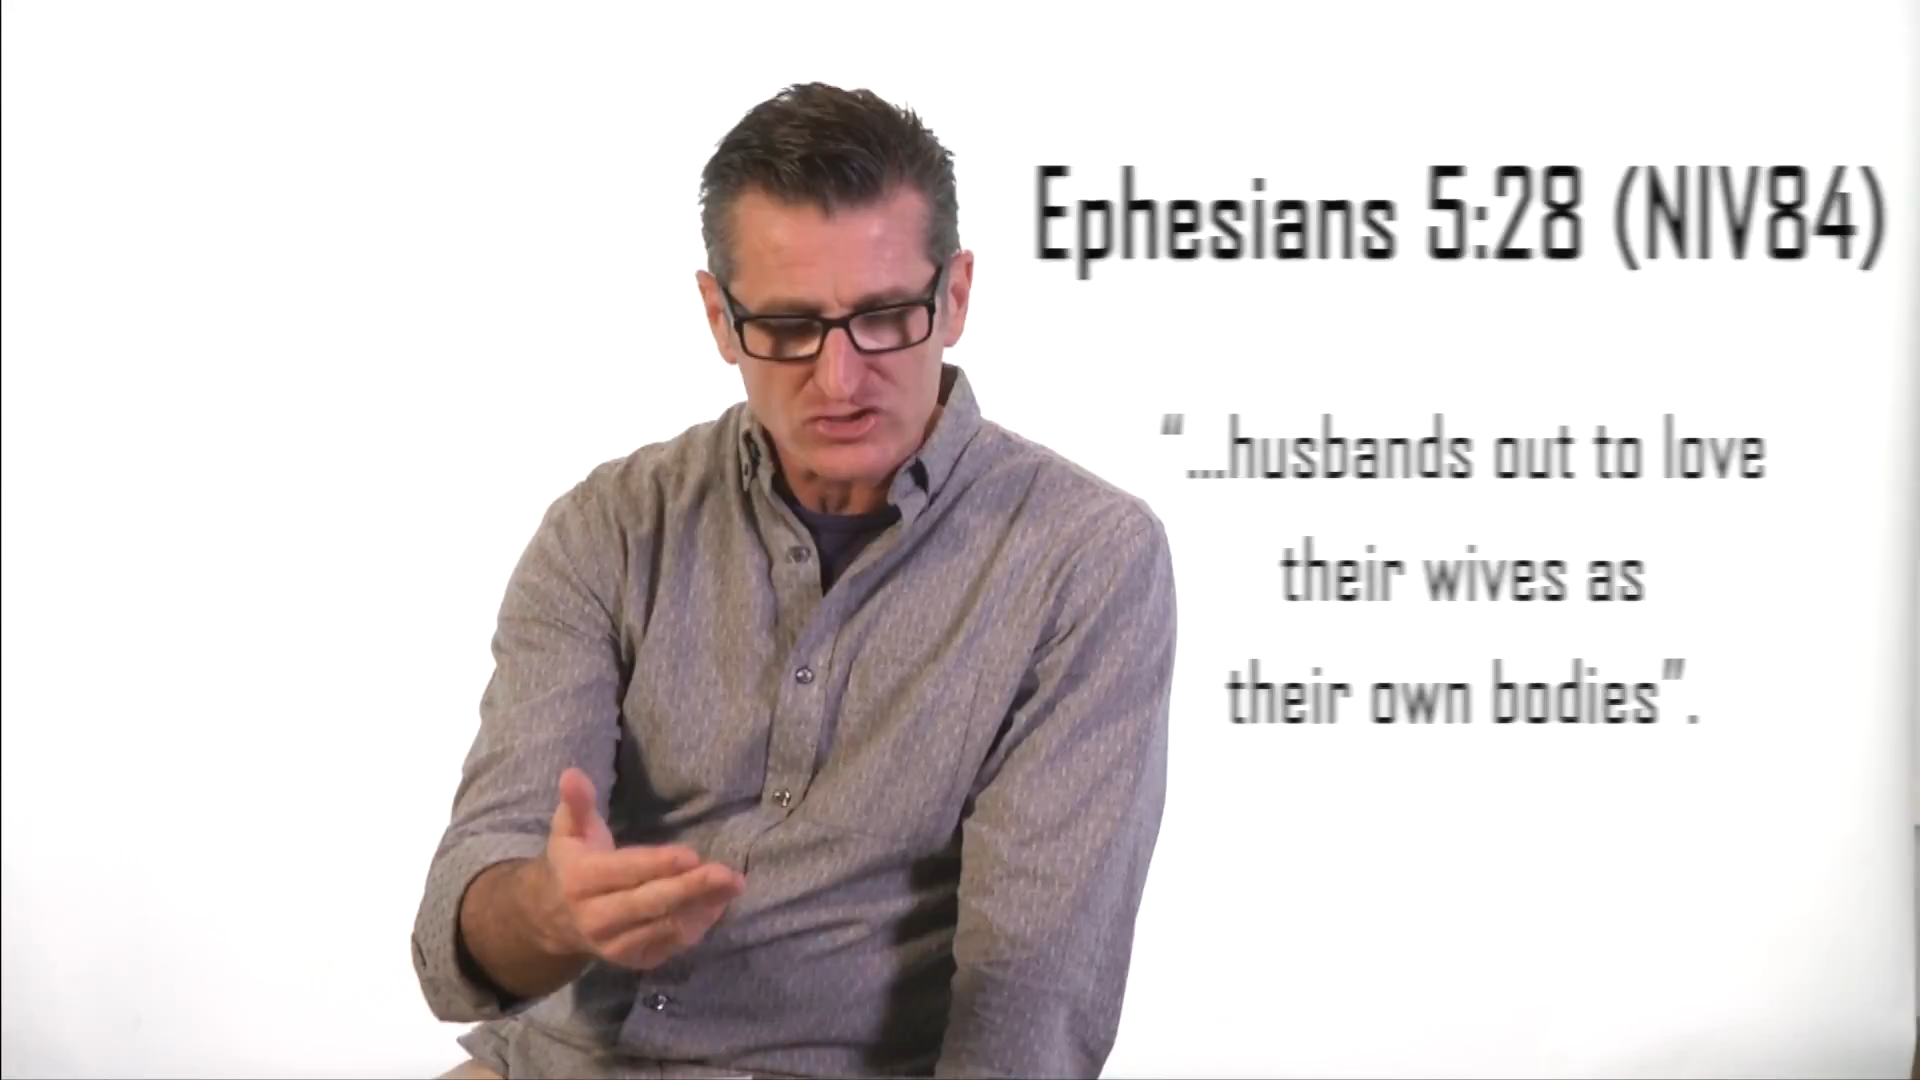 Ephesians 5:28 (NIV84)
“...husbands out to love
their wives as
their own bodies”.